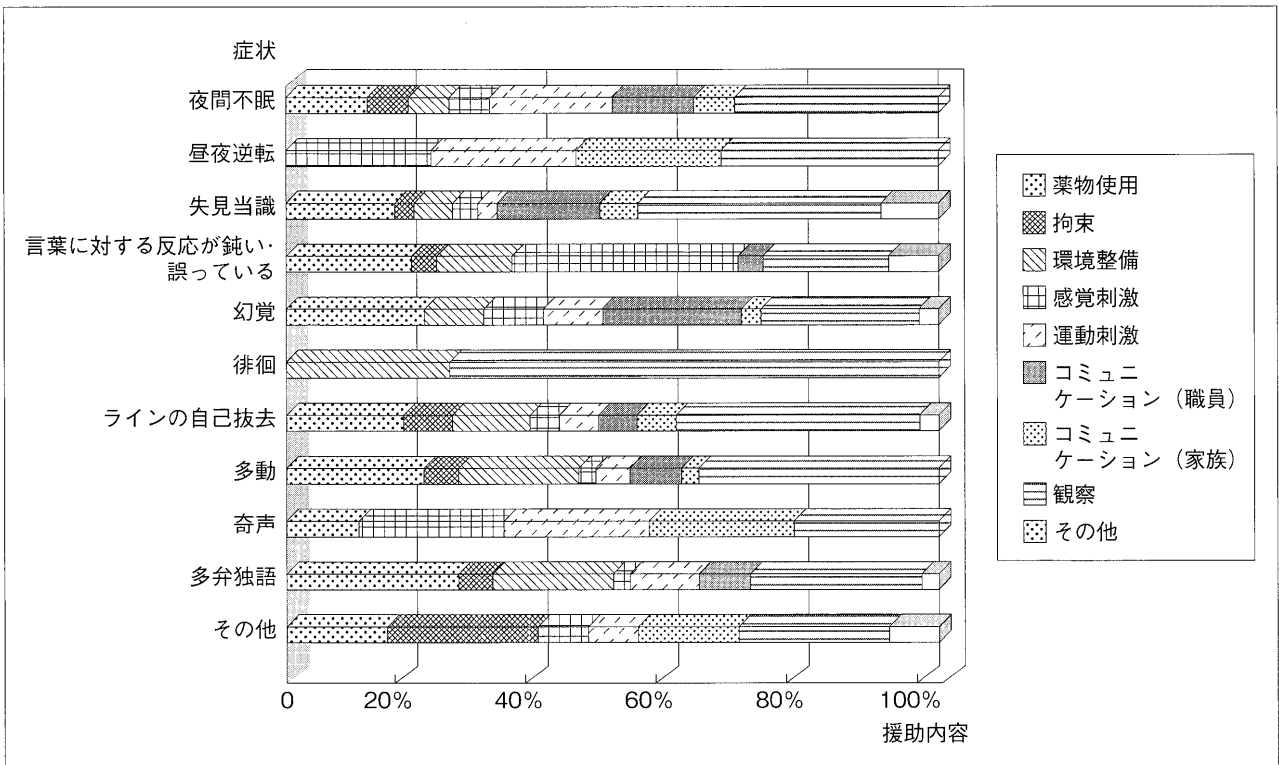 症状
夜間不眠
昼夜逆転
失見当識
言葉に対する反応が鈍い・
誤っている
幻覚
徘徊
ラインの自己抜去
多動
奇声
多弁独語
その他
0
20%
40%
60%
80%
100%
援助内容
薬物使用
拘束
環境整備
感覚刺激
運動刺激
コミュニ
ケーション（職員）
コミュニ
ケーション（家族）
観察
その他